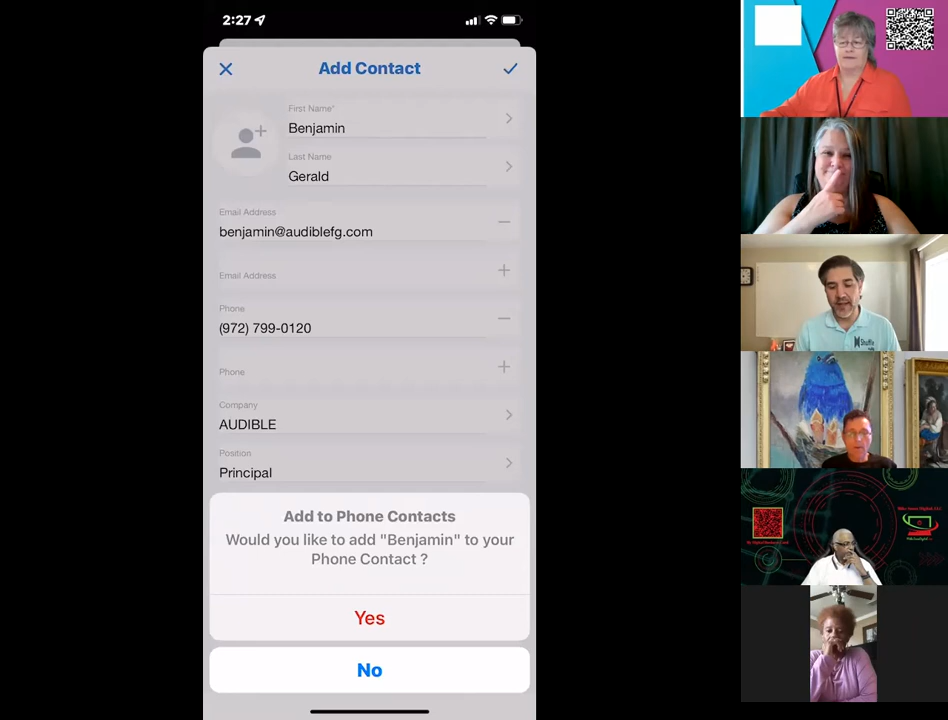 2:27
Add Contact
First Name*
Benjamin
Last Name
Gerald
Email Address
benjamin@audiblefg.com
Email Address
Phone
(972) 799-0120
Phone
Company
AUDIBLE
Position
Principal
Add to Phone Contacts
Would you like to add "Benjamin" to your
Phone Contact ?
Yes
No
Shuffle